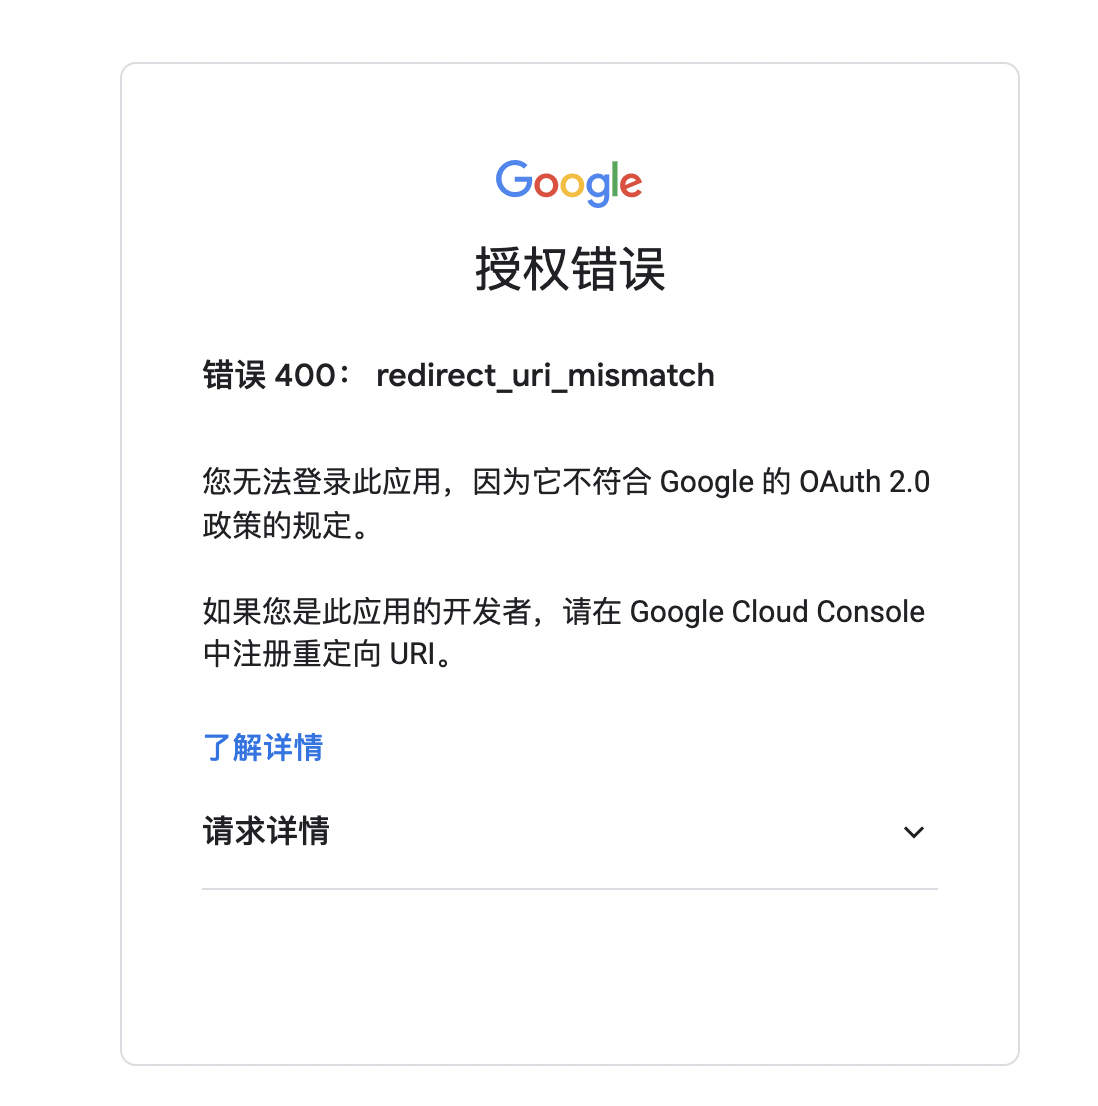 Google
授权错误
错误 400： redirect_uri_mismatch
您无法登录此应用，因为它不符合 Google 的 OAuth 2.0
政策的规定。
如果您是此应用的开发者，请在 Google Cloud Console
中注册重定向 URI。
了解详情
请求详情